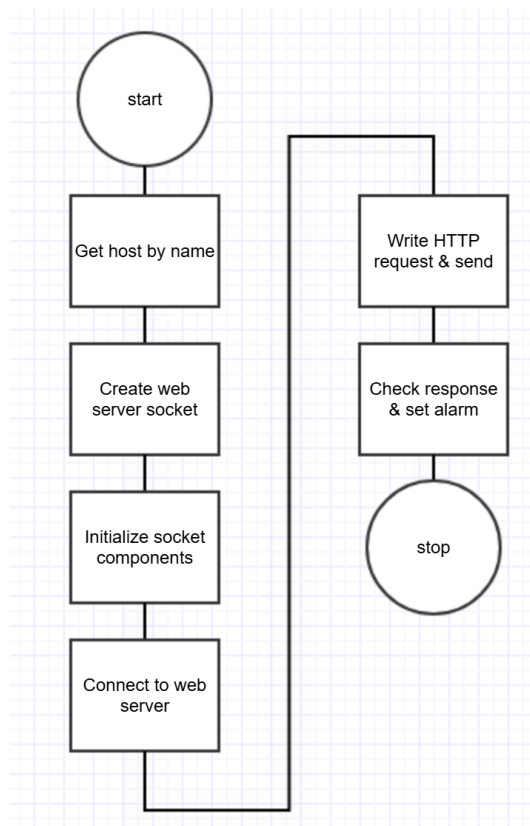 start
Get host by name
Create web
server socket
Initialize socket
components
Connect to web
server
Write HTTP
request & send
Check response
& set alarm
stop